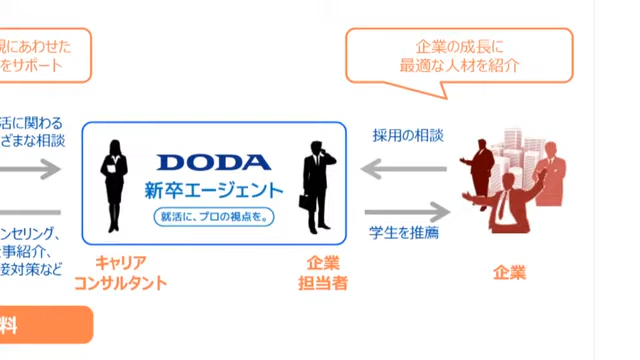 にあわせた
をサポート
企業の成長に
最適な人材を紹介
活に関わる
ざまな相談
採用の相談
DODA
新卒エージェント
就活に、プロの視点を。
ンセリング、
事紹介、
接対策など
学生を推薦
キャリア
コンサルタント
企業
担当者
企業
料